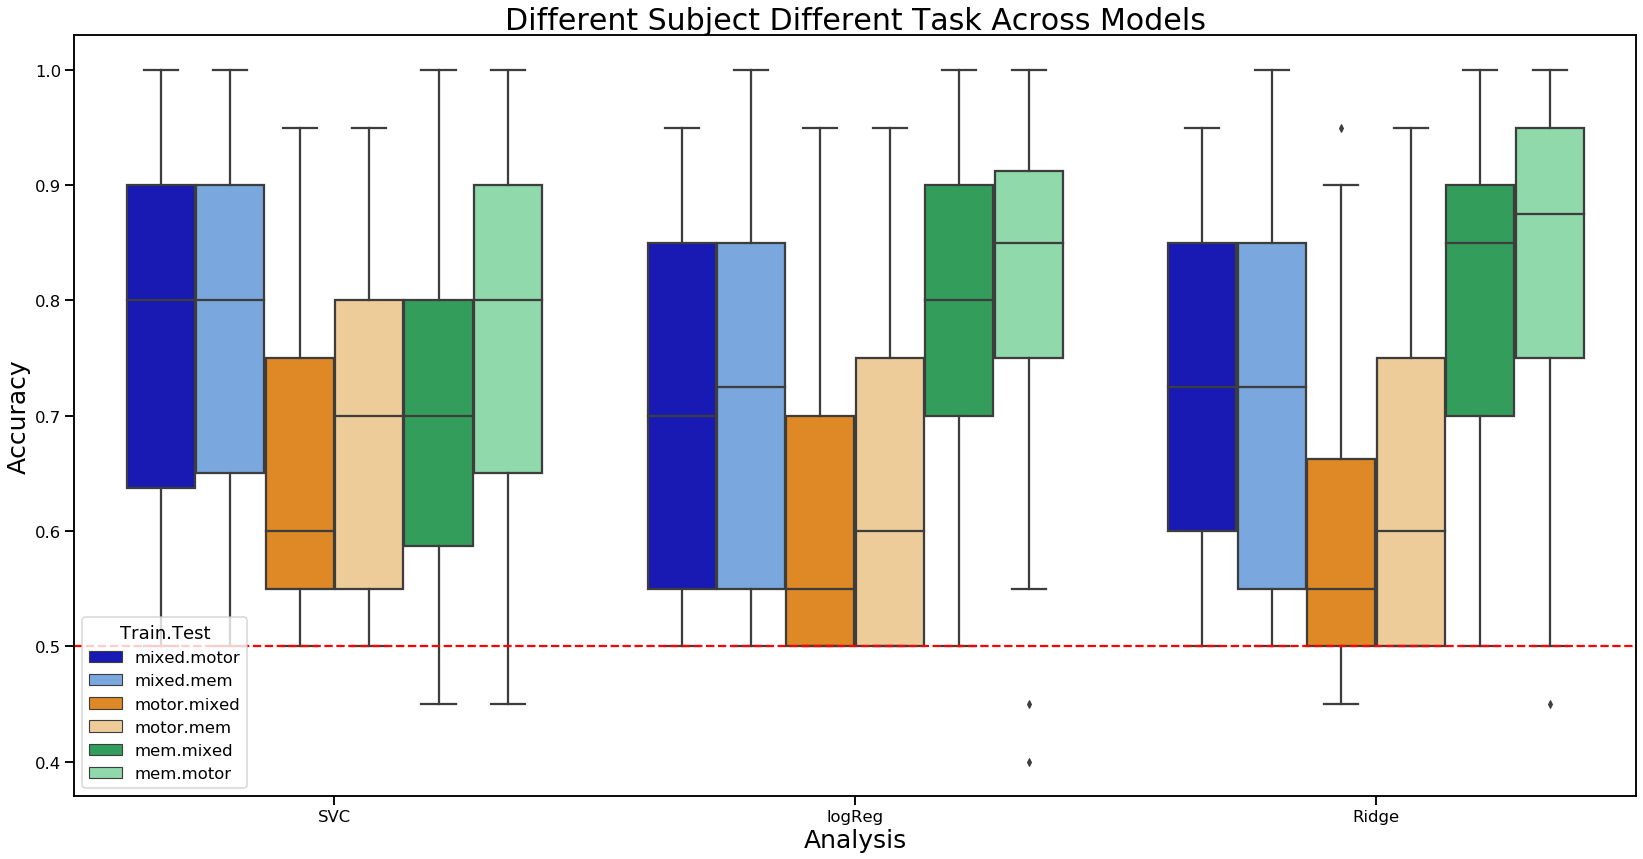 Different Subject Different Task Across Models
Accuracy
1.0
0.9
0.8
0.7
0.6
0.5
0.4
Train.Test
mixed.motor
mixed.mem
motor.mixed
motor.mem
mem.mixed
mem.motor
SVC logReg Ridge
Analysis